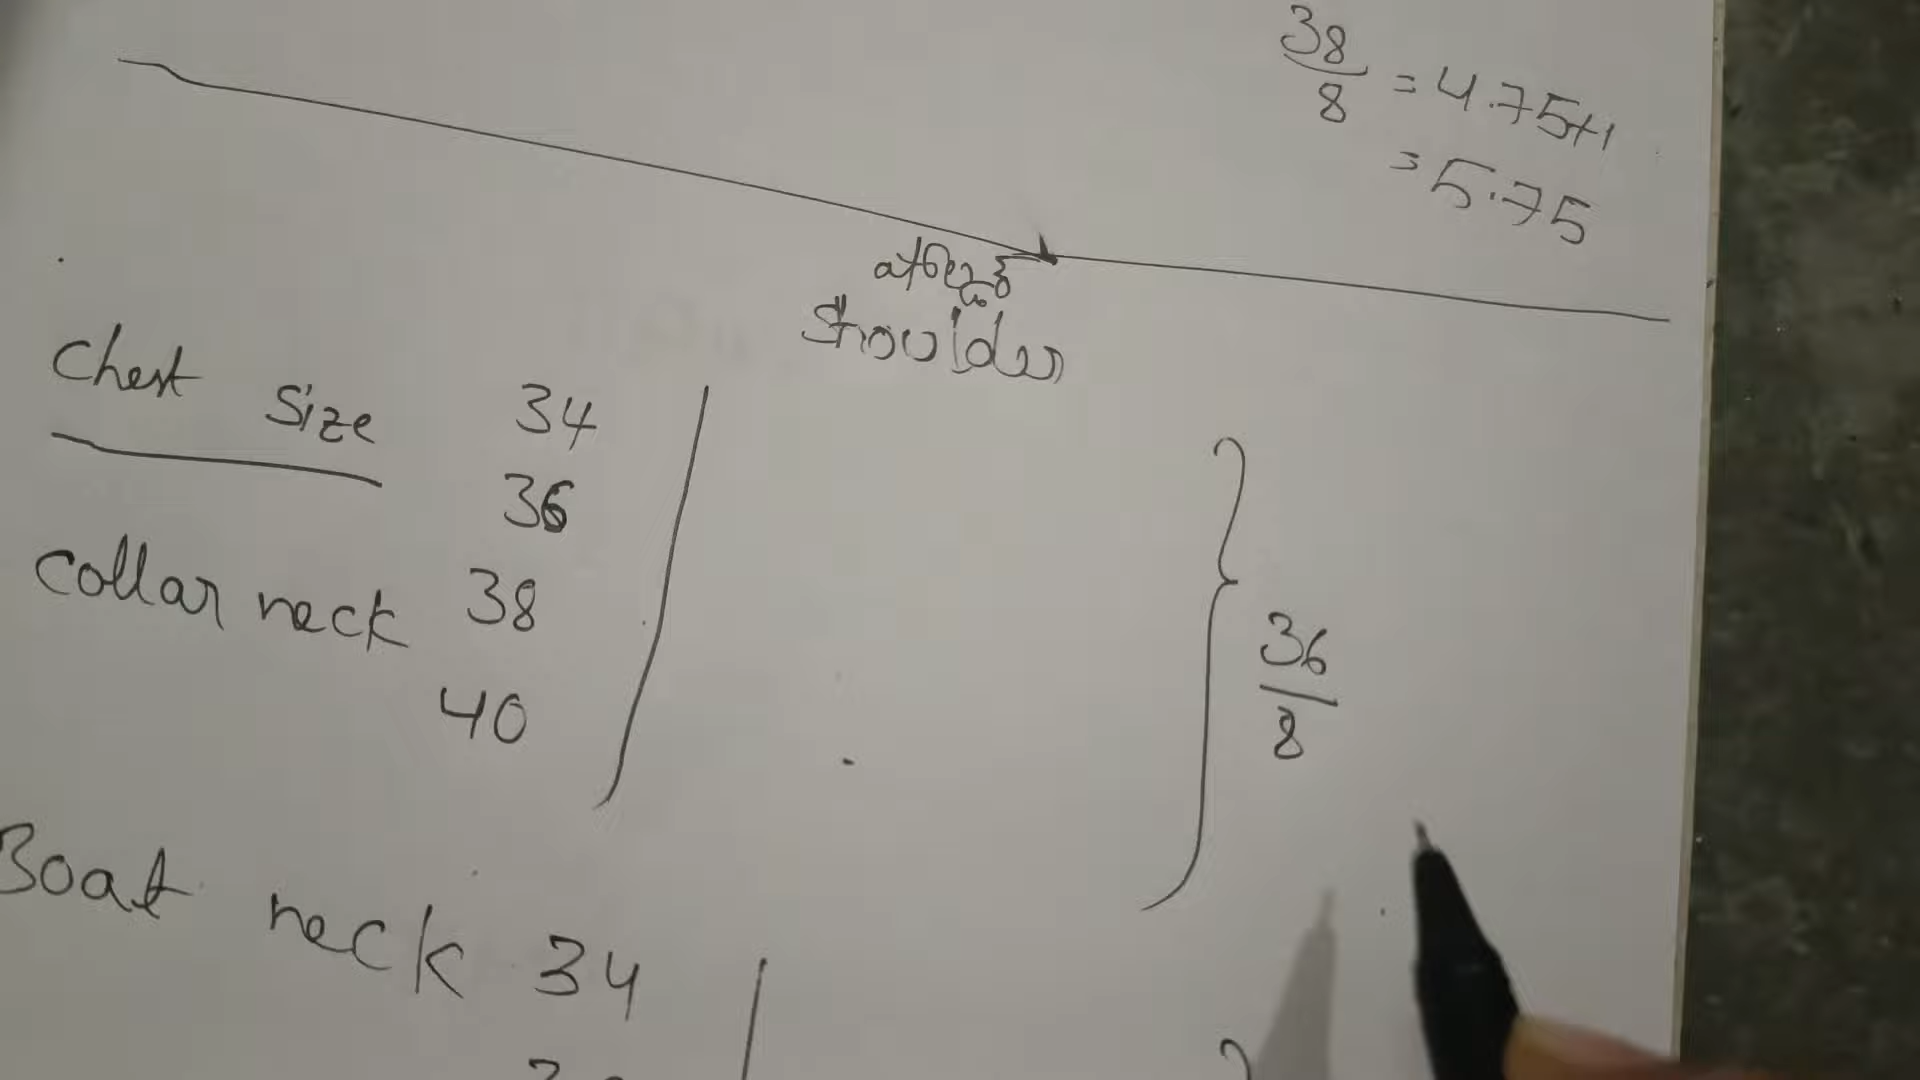 38
8
= 4.75+1
= 5.75
Shoulder
Chest Size 34
36
Collar neck 38
40
36
8
Boat neck 34